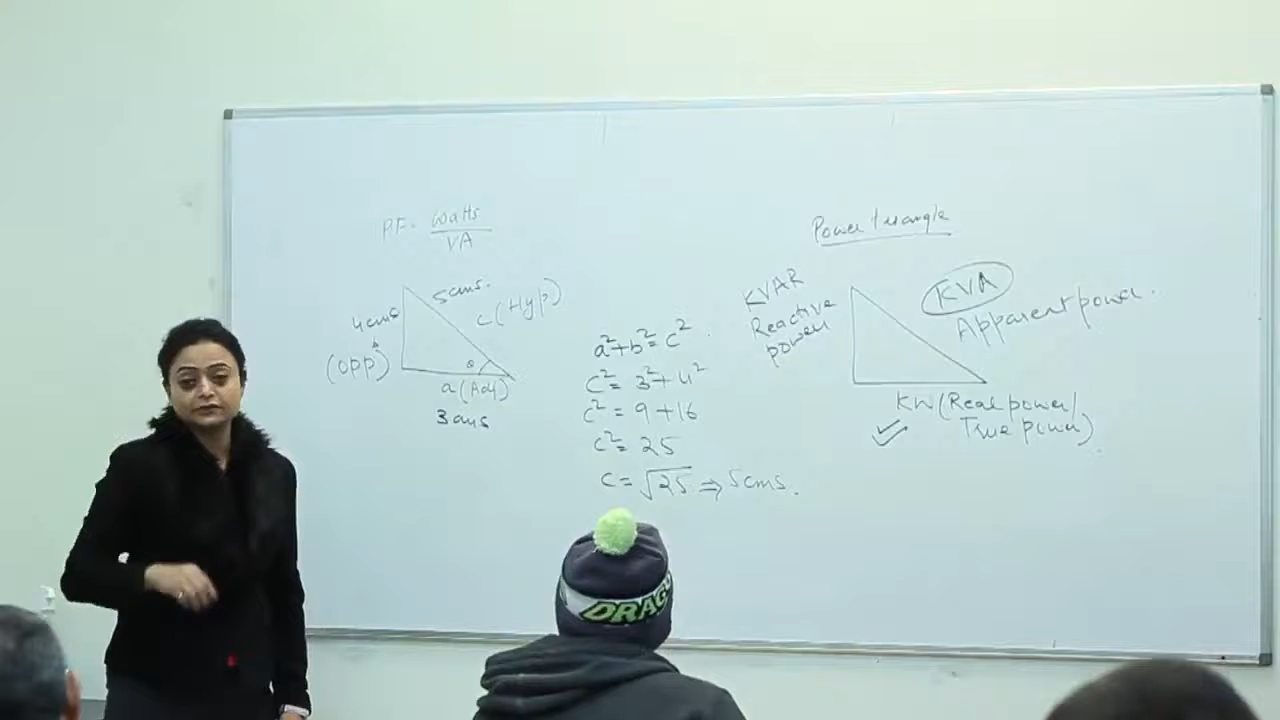 P.F = Watts
VA
5cms.
c (Hyp)
4cms
b
(OPP)
θ
a (Adj)
3cms
a²+b²=c²
c²= 3²+4²
c²= 9+16
c²= 25
c = √25 ⇒ 5cms.
Power triangle
KVAR
Reactive
power
KVA
Apparent power.
KW (Real power/
True power)
DRAGO